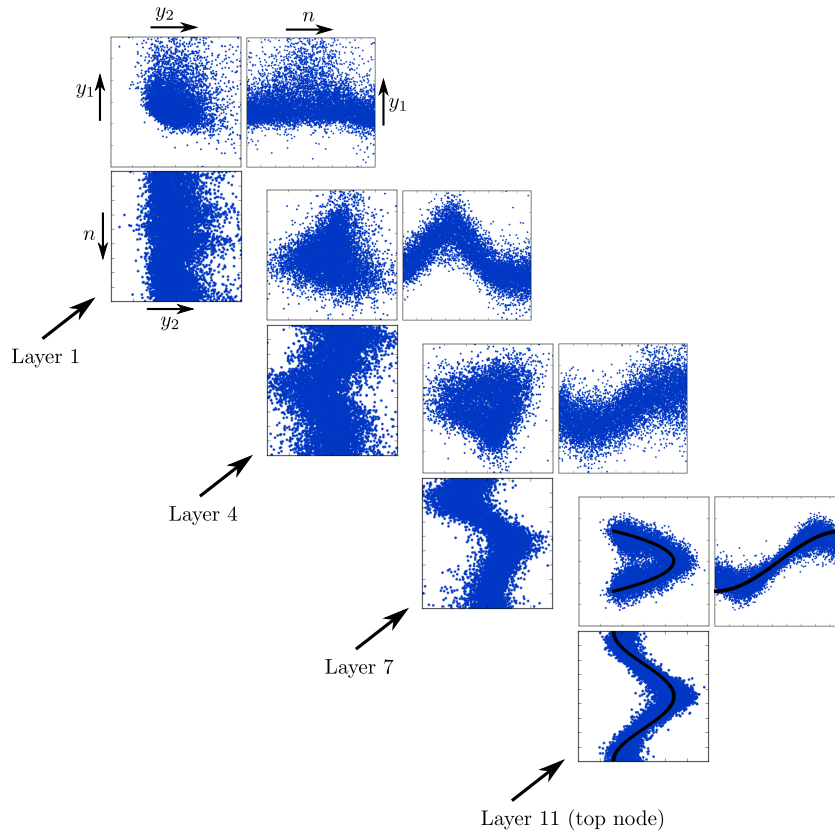 y₂
n
y₁
y₁
n
y₂
Layer 1
Layer 4
Layer 7
Layer 11 (top node)